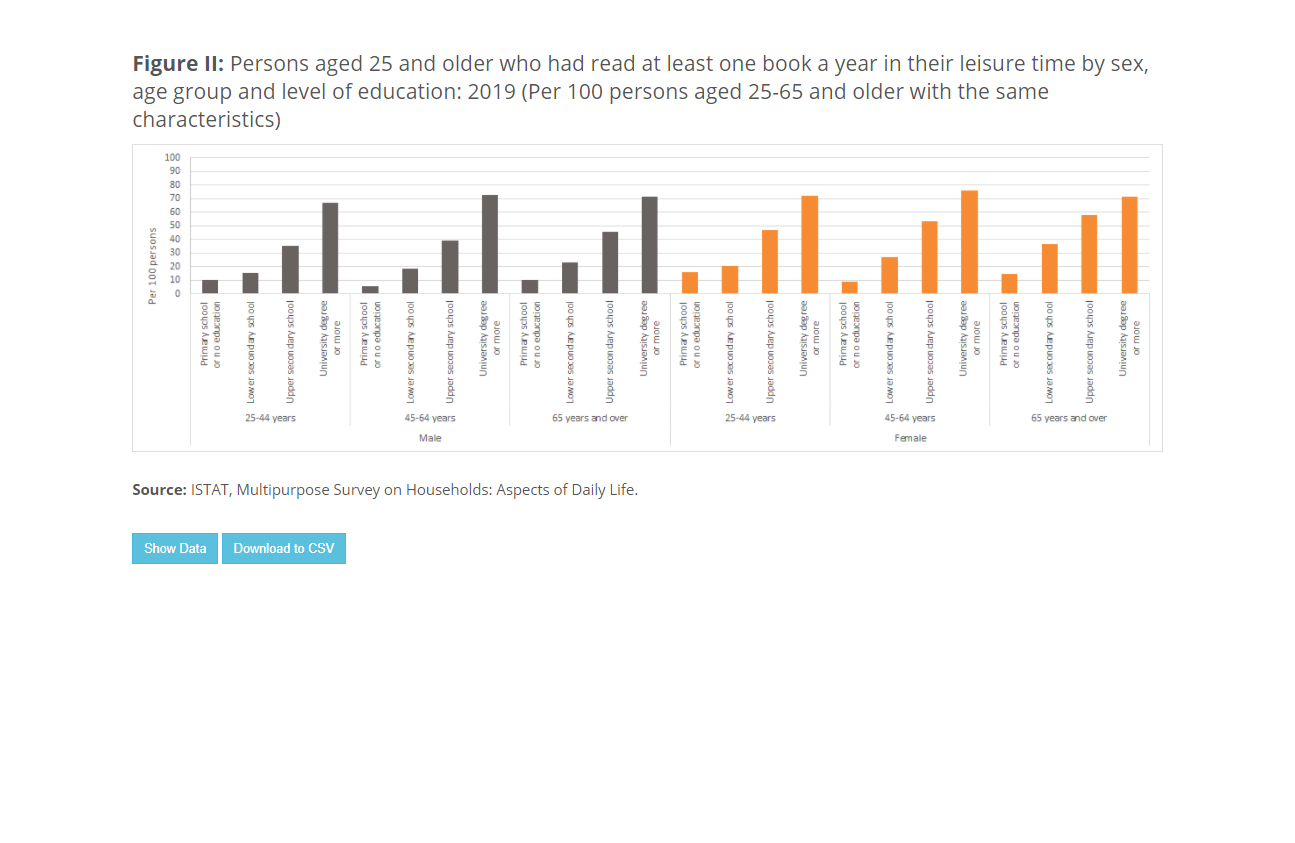 Figure II: Persons aged 25 and older who had read at least one book a year in their leisure time by sex,
age group and level of education: 2019 (Per 100 persons aged 25-65 and older with the same
characteristics)
Per 100 persons
100
90
80
70
60
50
40
30
20
10
0
Primary school
or no education
Lower secondary school
Upper secondary school
University degree
or more
Primary school
or no education
Lower secondary school
Upper secondary school
University degree
or more
Primary school
or no education
Lower secondary school
Upper secondary school
University degree
or more
Primary school
or no education
Lower secondary school
Upper secondary school
University degree
or more
Primary school
or no education
Lower secondary school
Upper secondary school
University degree
or more
Primary school
or no education
Lower secondary school
Upper secondary school
University degree
or more
25-44 years
45-64 years
65 years and over
25-44 years
45-64 years
65 years and over
Male
Female
Source: ISTAT, Multipurpose Survey on Households: Aspects of Daily Life.
Show Data
Download to CSV